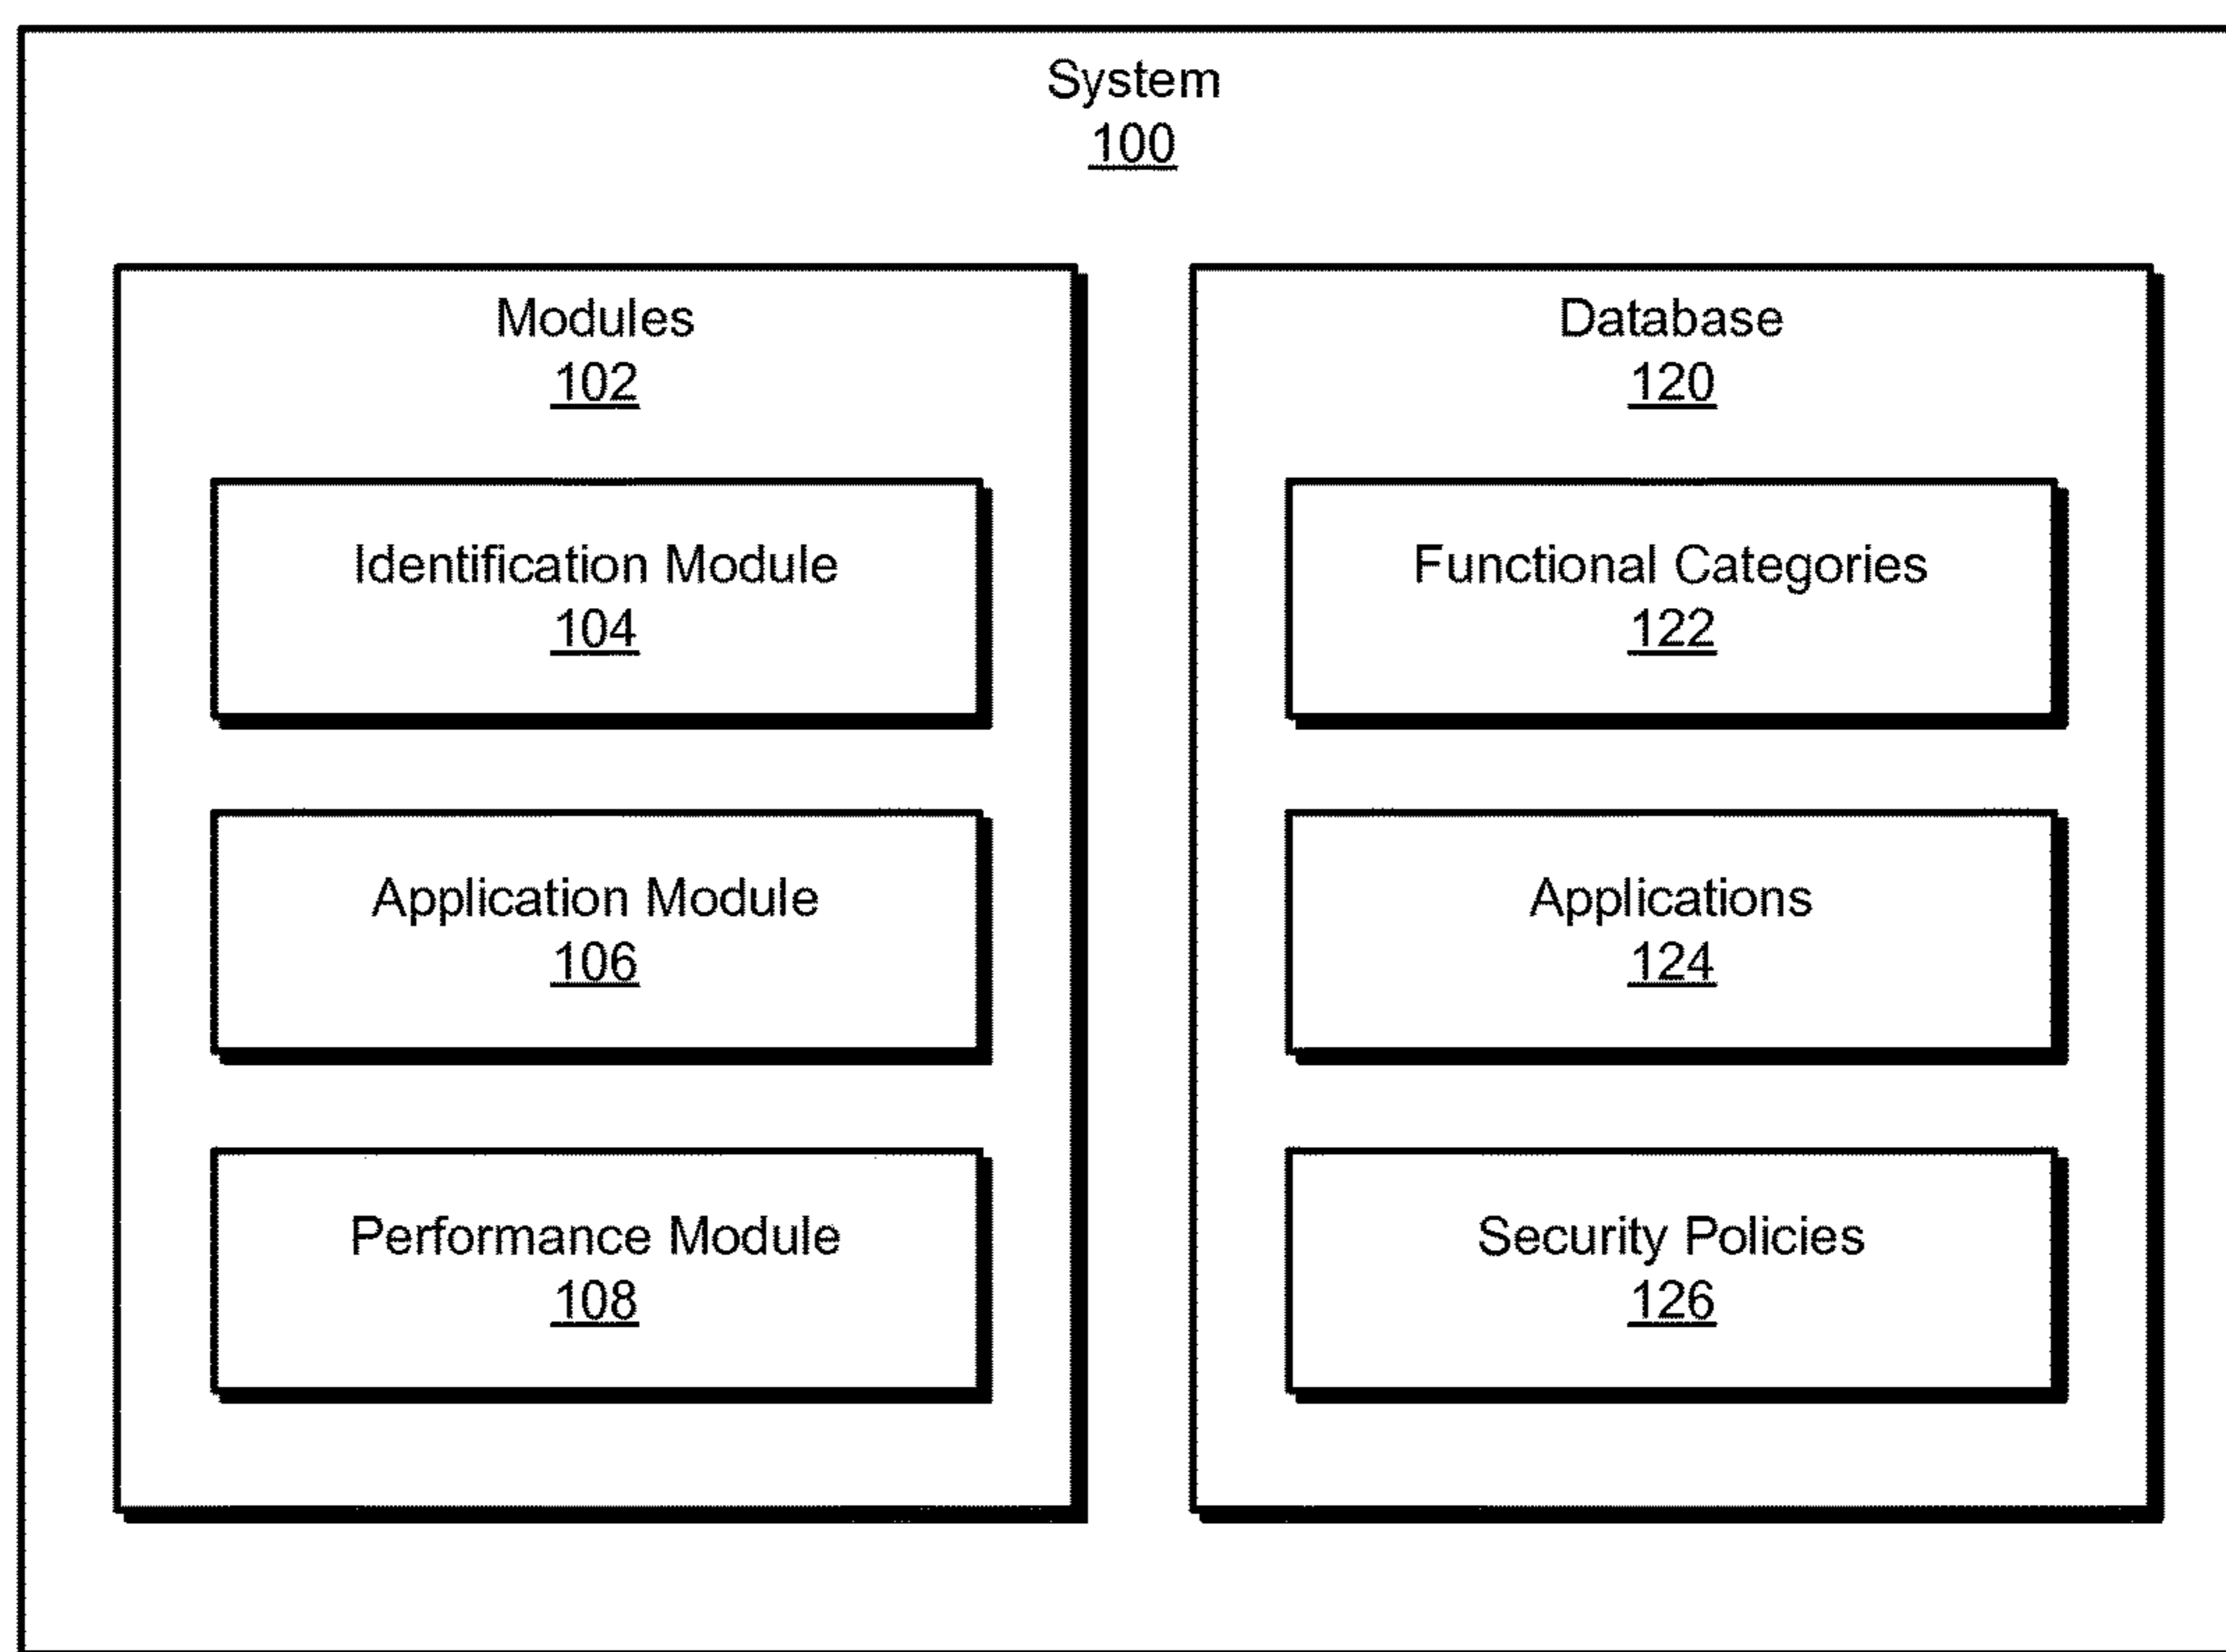 System
100
Modules
102
Identification Module
104
Application Module
106
Performance Module
108
Database
120
Functional Categories
122
Applications
124
Security Policies
126